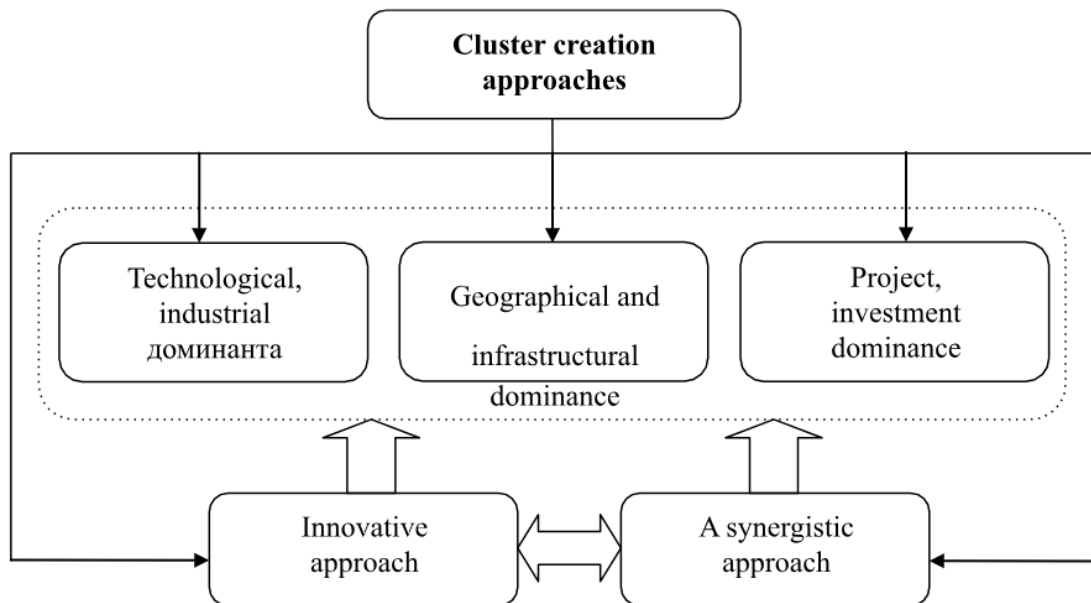 Cluster creation
approaches
Technological,
industrial
доминанта
Geographical and
infrastructural
dominance
Project,
investment
dominance
Innovative
approach
A synergistic
approach